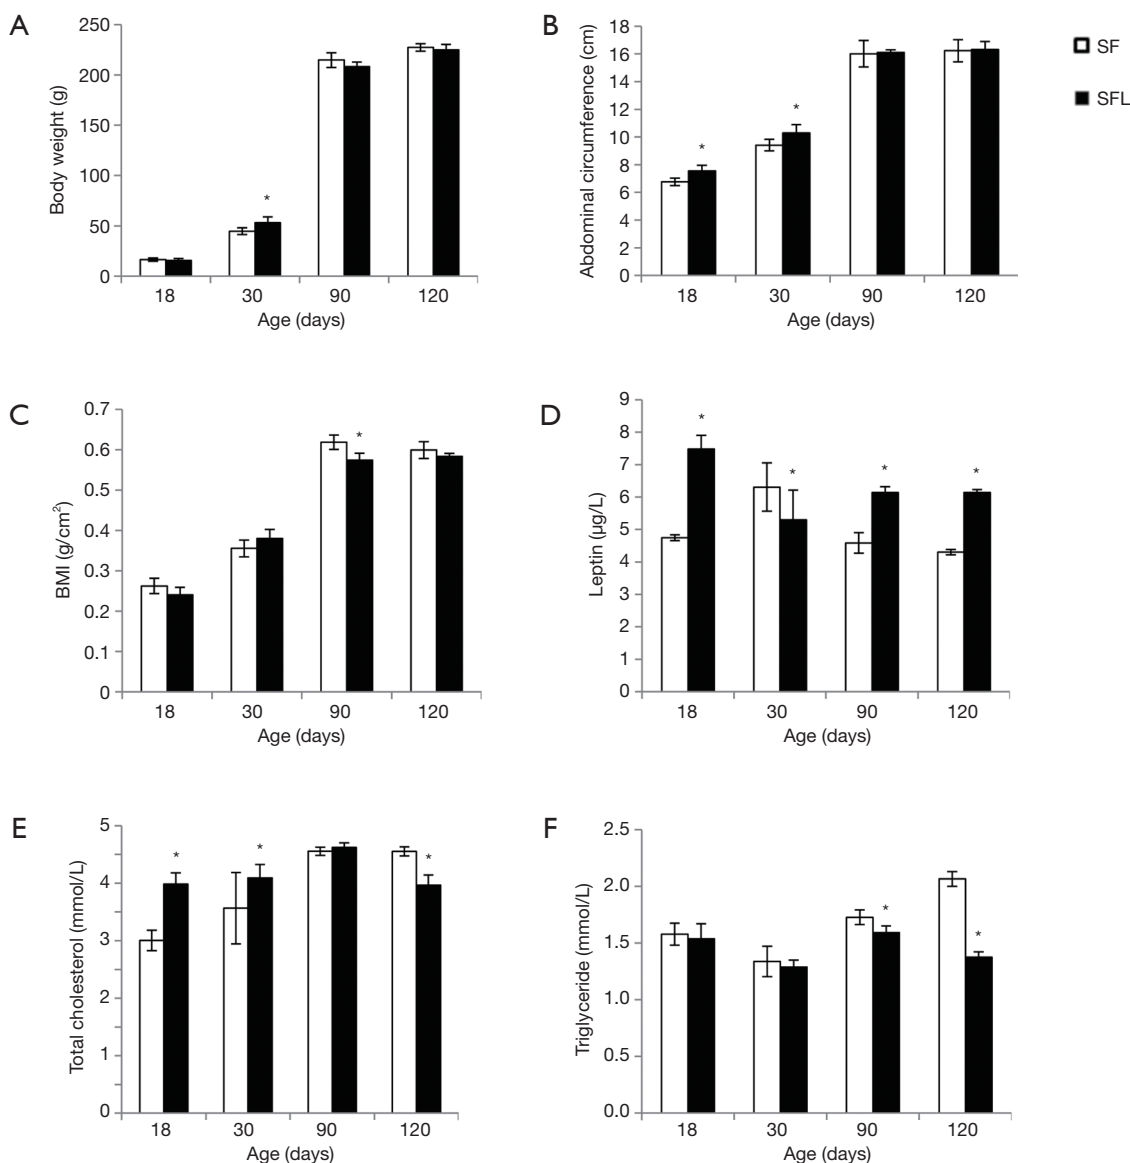 A
Body weight (g)
250
200
150
100
50
0
*
18 30 90 120
Age (days)
B
Abdominal circumference (cm)
18
16
14
12
10
8
6
4
2
0
* *
18 30 90 120
Age (days)
SF
SFL
C
BMI (g/cm²)
0.7
0.6
0.5
0.4
0.3
0.2
0.1
0
*
18 30 90 120
Age (days)
D
Leptin (µg/L)
9
8
7
6
5
4
3
2
1
0
* * * *
18 30 90 120
Age (days)
E
Total cholesterol (mmol/L)
5
4
3
2
1
0
* * *
18 30 90 120
Age (days)
F
Triglyceride (mmol/L)
2.5
2.0
1.5
1.0
0.5
0.0
* *
18 30 90 120
Age (days)